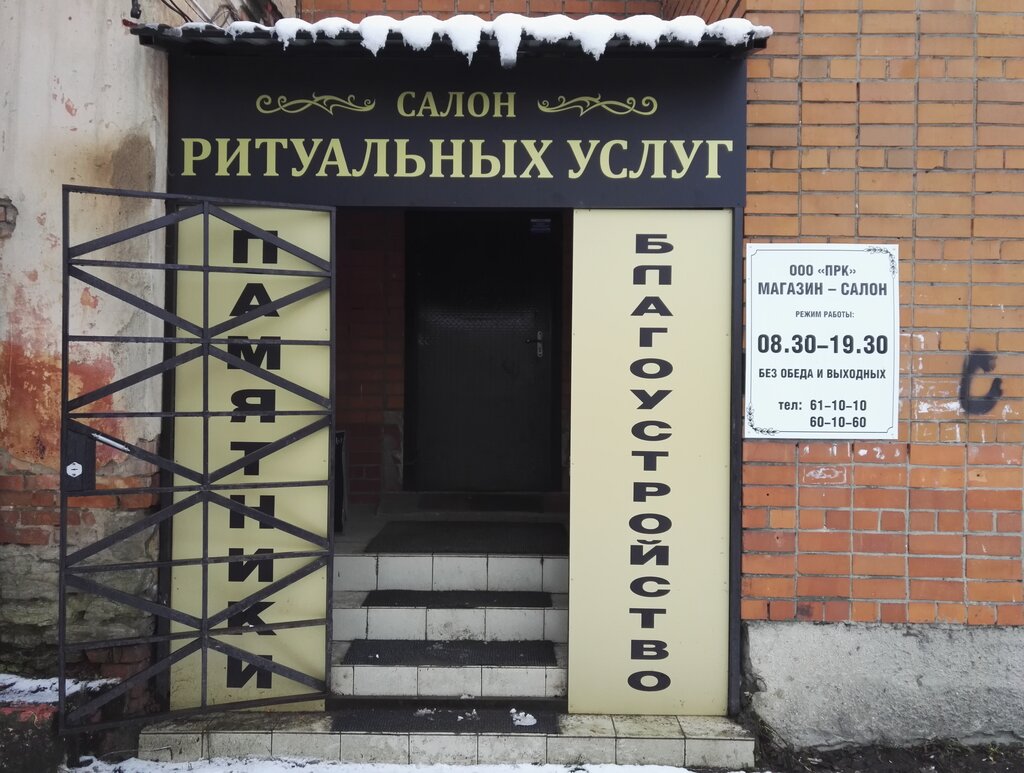 САЛОН
РИТУАЛЬНЫХ УСЛУГ
ПАМЯТНИКИ
БЛАГОУСТРОЙСТВО
ООО «ПРК»
МАГАЗИН – САЛОН
РЕЖИМ РАБОТЫ:
08.30–19.30
БЕЗ ОБЕДА И ВЫХОДНЫХ
тел: 61-10-10
60-10-60